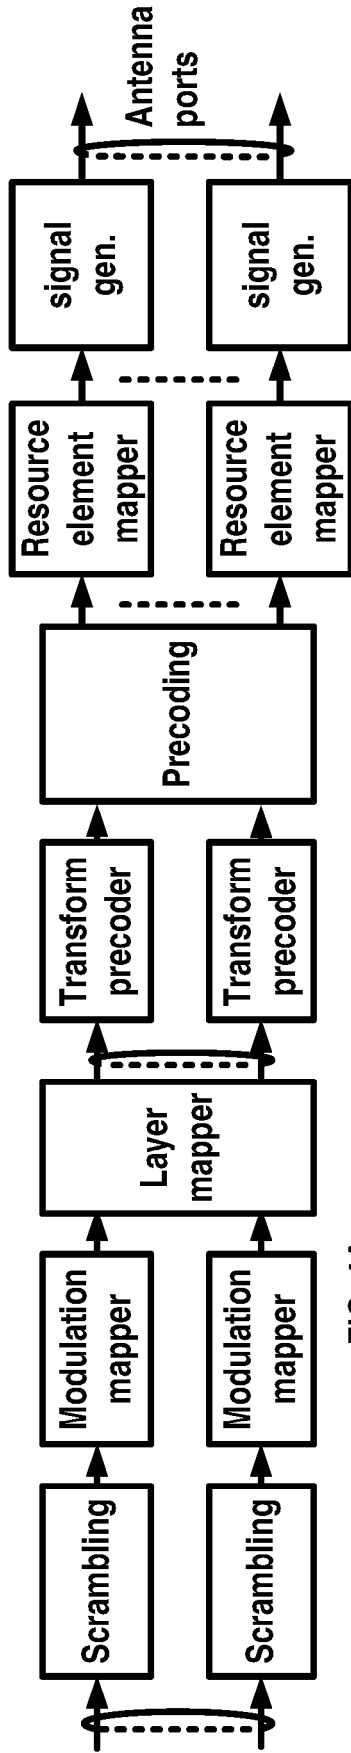 Scrambling
Scrambling
Modulation
mapper
Modulation
mapper
Layer
mapper
Transform
precoder
Transform
precoder
Precoding
Resource
element
mapper
Resource
element
mapper
signal
gen.
signal
gen.
Antenna
ports